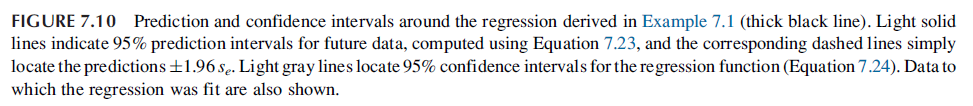 FIGURE 7.10 Prediction and confidence intervals around the regression derived in Example 7.1 (thick black line). Light solid
lines indicate 95% prediction intervals for future data, computed using Equation 7.23, and the corresponding dashed lines simply
locate the predictions ±1.96 sₑ. Light gray lines locate 95% confidence intervals for the regression function (Equation 7.24). Data to
which the regression was fit are also shown.